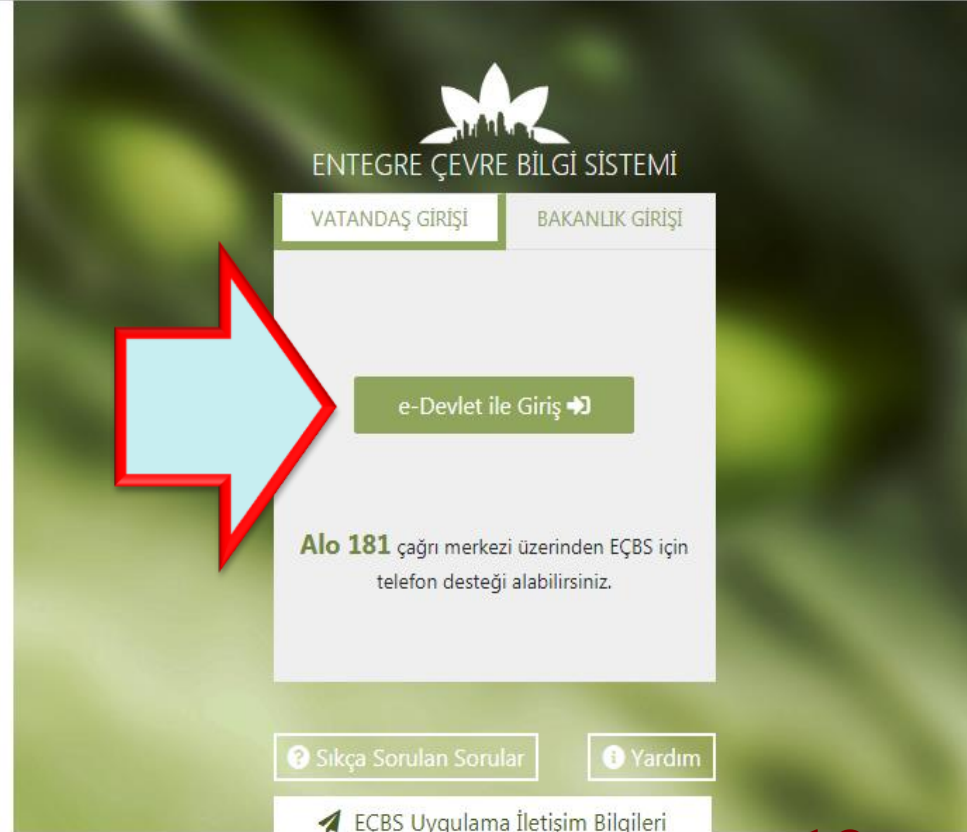 ENTEGRE ÇEVRE BİLGİ SİSTEMİ
VATANDAŞ GİRİŞİ BAKANLIK GİRİŞİ
e-Devlet ile Giriş
Alo 181 çağrı merkezi üzerinden EÇBS için
telefon desteği alabilirsiniz.
Sıkça Sorulan Sorular Yardım
EÇBS Uygulama İletişim Bilgileri